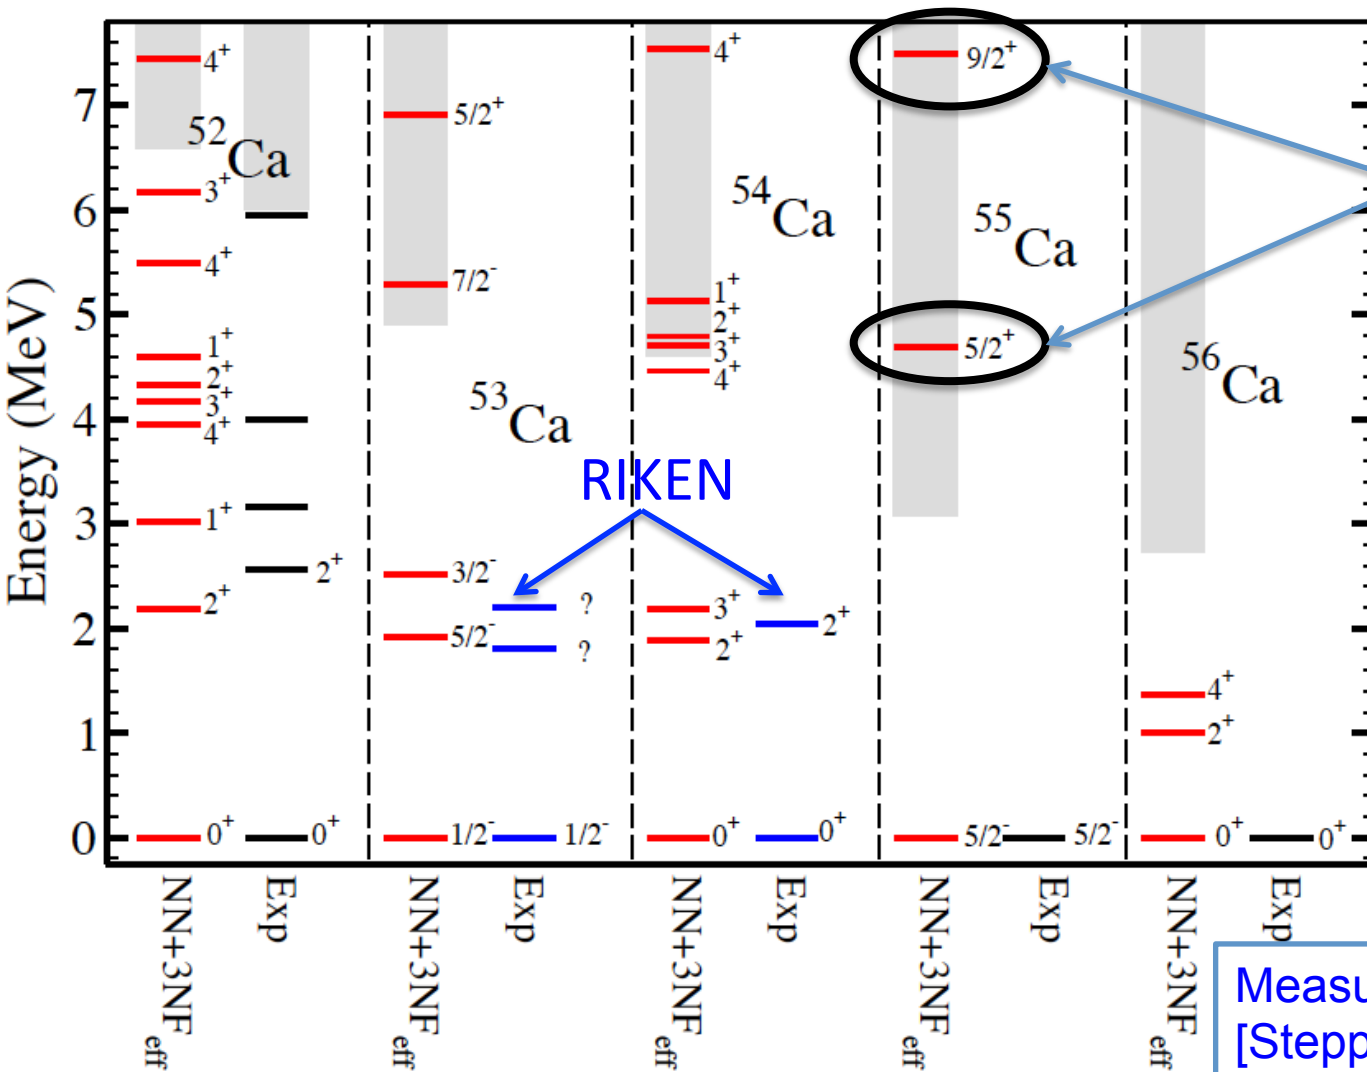 Energy (MeV)
7
6
5
4
3
2
1
0
52Ca
4+
3+
4+
1+
2+
3+
4+
1+
2+
0+
2+
0+
53Ca
5/2+
7/2-
3/2-
5/2-
1/2-
?
?
1/2-
RIKEN
54Ca
4+
1+
2+
3+
4+
3+
2+
0+
2+
0+
55Ca
9/2+
5/2+
5/2-
5/2-
56Ca
4+
2+
0+
0+
NN+3NFeff
Exp
NN+3NFeff
Exp
NN+3NFeff
Exp
NN+3NFeff
Exp
NN+3NFeff
Exp
Measu
[Stepp